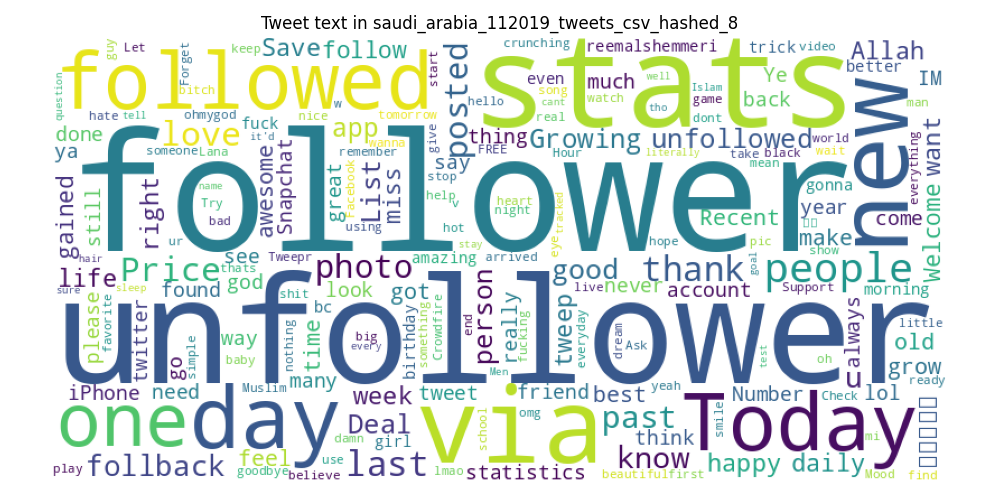 Tweet text in saudi_arabia_112019_tweets_csv_hashed_8
followed
stats
follower
unfollower
new
one
day
via
Today
guy
Let
Forget
keep
Save
follow
start
posted
crunching
reemalshemmeri
trick
video
Allah
better
IM
question
bitch
w
hello
even
song
cant
real
much
watch
well
Islam
game
tho
dont
Ye
back
man
hate
tell
ohmygod
fuck
nice
tomorrow
done
love
it'd
app
wanna
give
thing
FREE
Growing
unfollowed
world
ya
someone
Lana
remember
say
Hour
literally
take
black
wait
mean
everything
want
gained
still
right
name
Try
bad
awesome
Snapchat
great
Facebook
List
miss
stop
help
v
heart
night
tracked
eye
gonna
year
come
Recent
make
Welcome
ur
using
hot
stay
hope
pic
show
hair
see
Tweepr
amazing
arrived
goal
life
Price
thats
god
photo
good
thank
people
sure
sleep
found
shit
bc
look
got
person
live
never
account
Support
morning
please
favorite
twitter
go
simple
way
baby
nothing
time
big
every
birthday
something
Crowdfire
end
really
fucking
tweep
everyday
dream
Ask
test
oh
always
u
little
old
grow
ready
iPhone
need
Muslim
many
week
tweet
Men
friend
best
yeah
Number
Check
lol
damn
Deal
girl
school
omg
past
think
smile
mi
play
follback
feel
goodbye
use
believe
last
lmao
statistics
know
beautiful
first
happy
daily
Mood
find